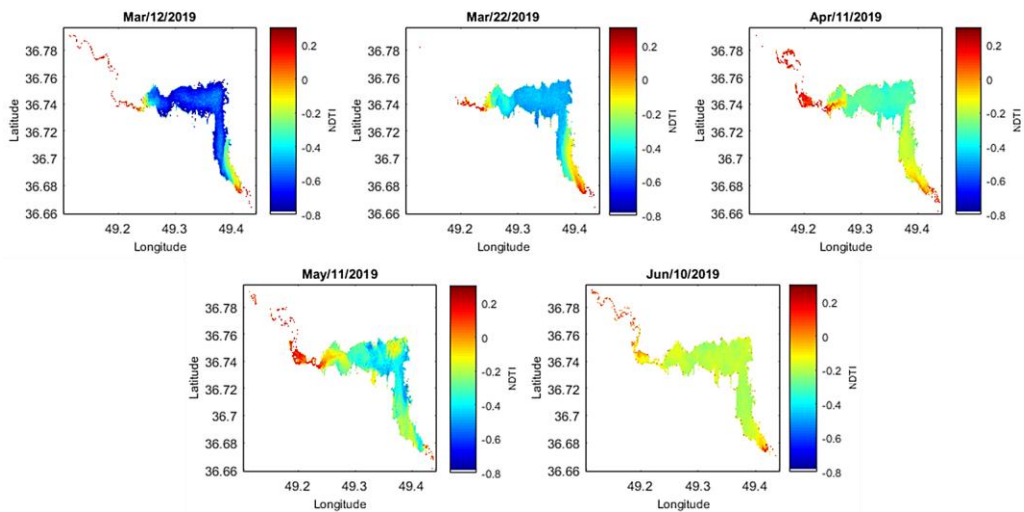 Mar/12/2019
Mar/22/2019
Apr/11/2019
36.78
36.76
36.74
36.72
36.7
36.68
36.66
Latitude
49.2 49.3 49.4
Longitude
0.2
0
-0.2
-0.4
-0.6
-0.8
NDTI
36.78
36.76
36.74
36.72
36.7
36.68
36.66
Latitude
49.2 49.3 49.4
Longitude
0.2
0
-0.2
-0.4
-0.6
-0.8
NDTI
36.78
36.76
36.74
36.72
36.7
36.68
36.66
Latitude
49.2 49.3 49.4
Longitude
0.2
0
-0.2
-0.4
-0.6
-0.8
NDTI
May/11/2019
Jun/10/2019
36.78
36.76
36.74
36.72
36.7
36.68
36.66
Latitude
49.2 49.3 49.4
Longitude
0.2
0
-0.2
-0.4
-0.6
-0.8
NDTI
36.78
36.76
36.74
36.72
36.7
36.68
36.66
Latitude
49.2 49.3 49.4
Longitude
0.2
0
-0.2
-0.4
-0.6
-0.8
NDTI